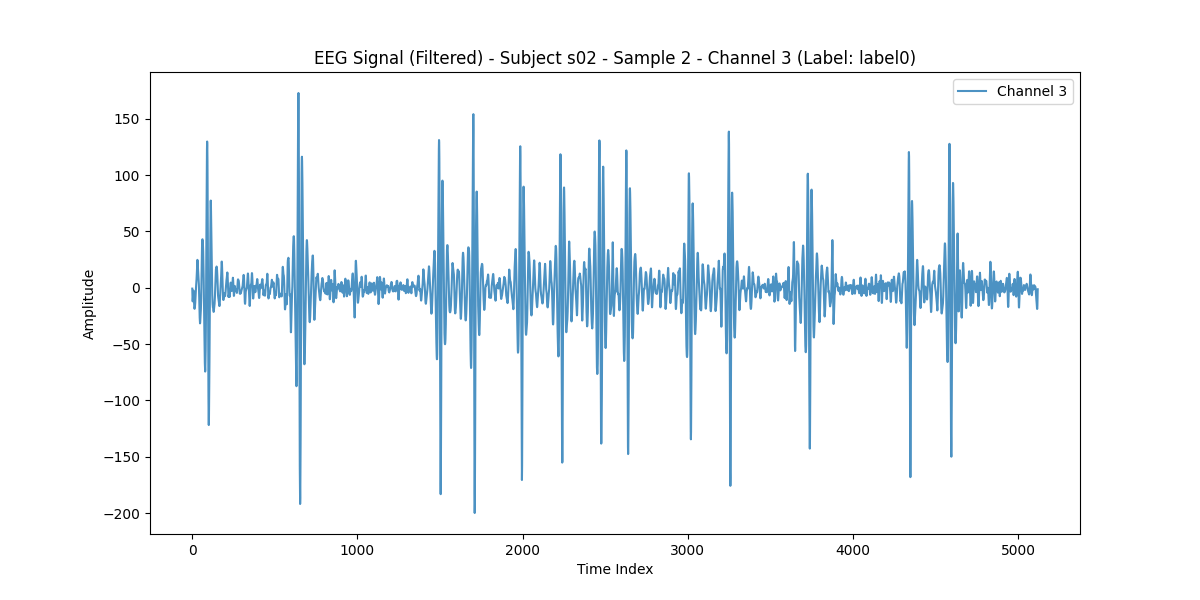 EEG Signal (Filtered) - Subject s02 - Sample 2 - Channel 3 (Label: label0)
Channel 3
150
100
50
0
−50
−100
−150
−200
Amplitude
0 1000 2000 3000 4000 5000
Time Index